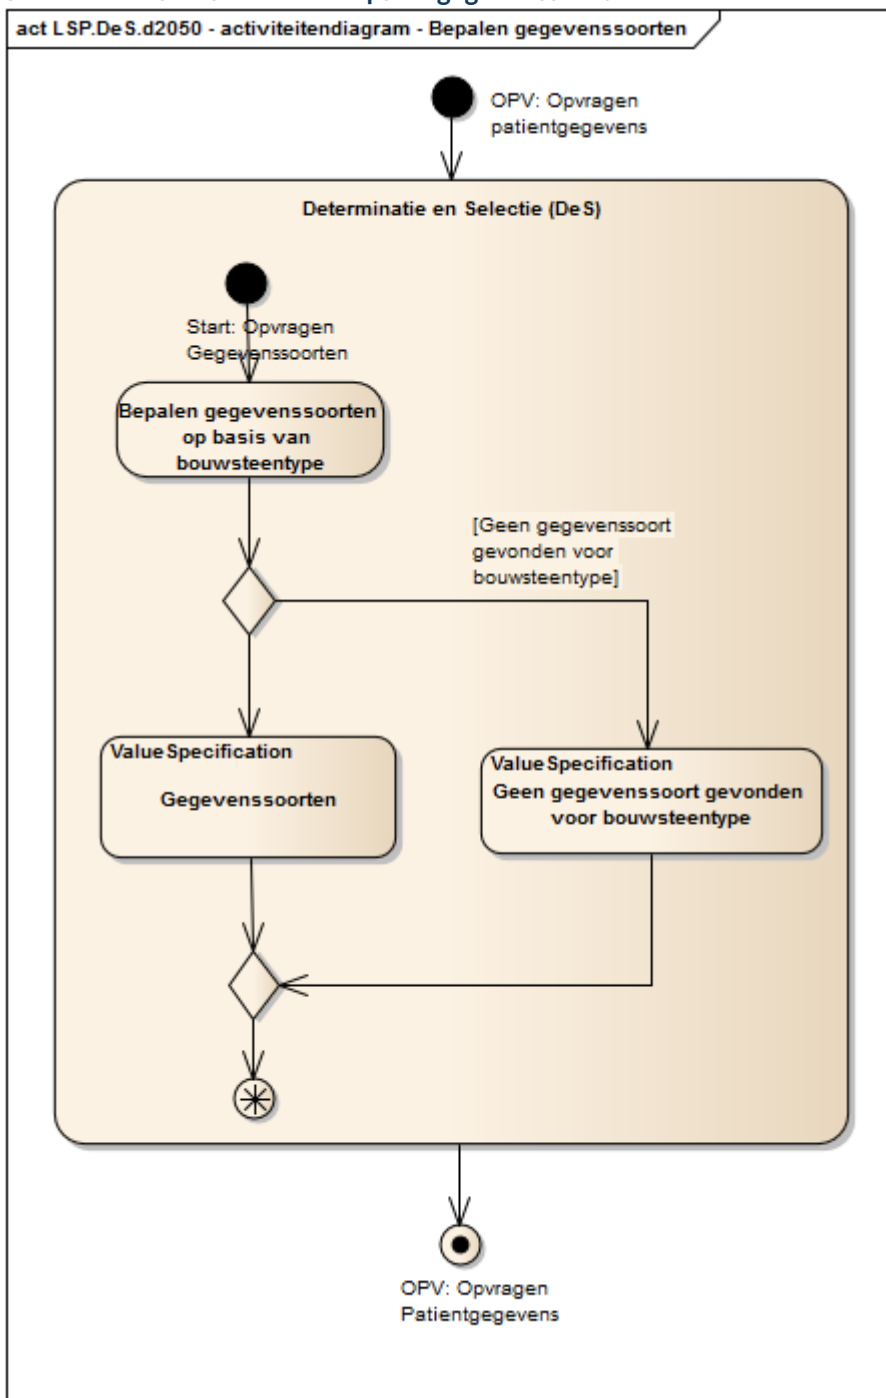 act LSP.DeS.d2050 - activiteitendiagram - Bepalen gegevenssoorten
OPV: Opvragen
patientgegevens
Determinatie en Selectie (DeS)
Start: Opvragen
Gegevenssoorten
Bepalen gegevenssoorten
op basis van
bouwsteentype
[Geen gegevenssoort
gevonden voor
bouwsteentype]
ValueSpecification
Gegevenssoorten
ValueSpecification
Geen gegevenssoort gevonden
voor bouwsteentype
OPV: Opvragen
Patientgegevens